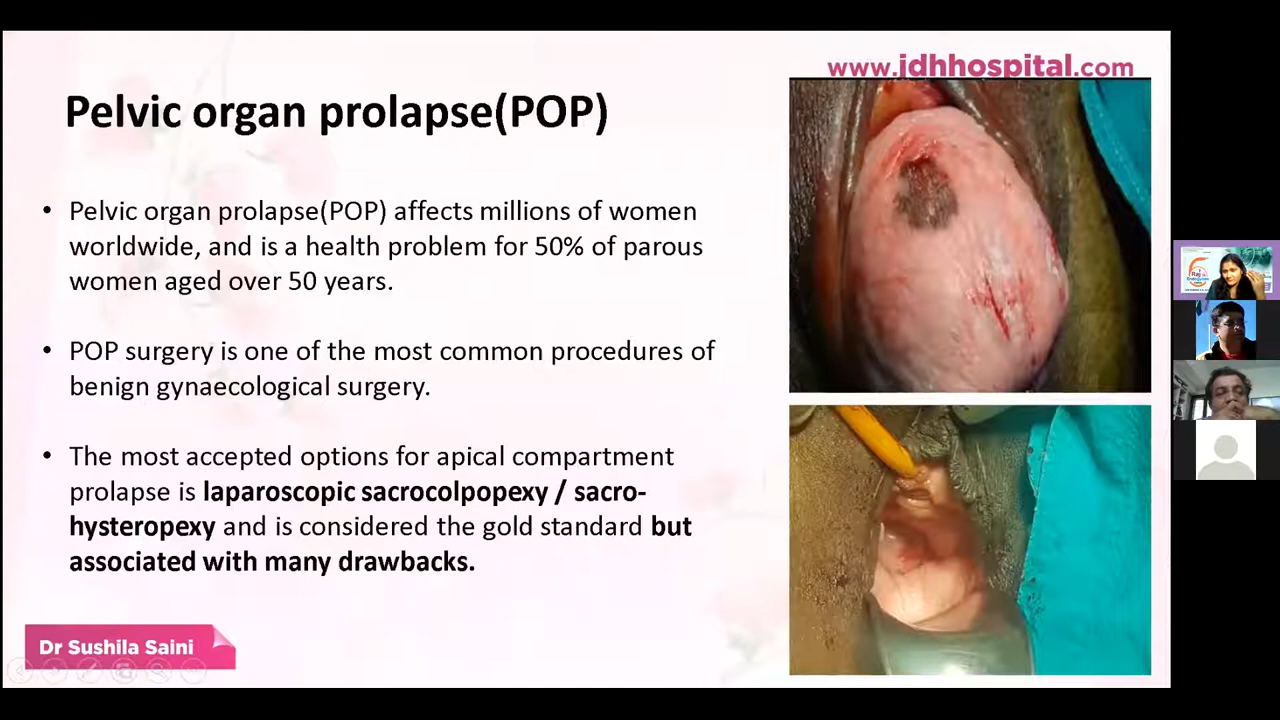 www.jdhhospital.com
Pelvic organ prolapse(POP)
• Pelvic organ prolapse(POP) affects millions of women
worldwide, and is a health problem for 50% of parous
women aged over 50 years.
• POP surgery is one of the most common procedures of
benign gynaecological surgery.
• The most accepted options for apical compartment
prolapse is laparoscopic sacrocolpopexy / sacro-
hysteropexy and is considered the gold standard but
associated with many drawbacks.
Dr Sushila Saini